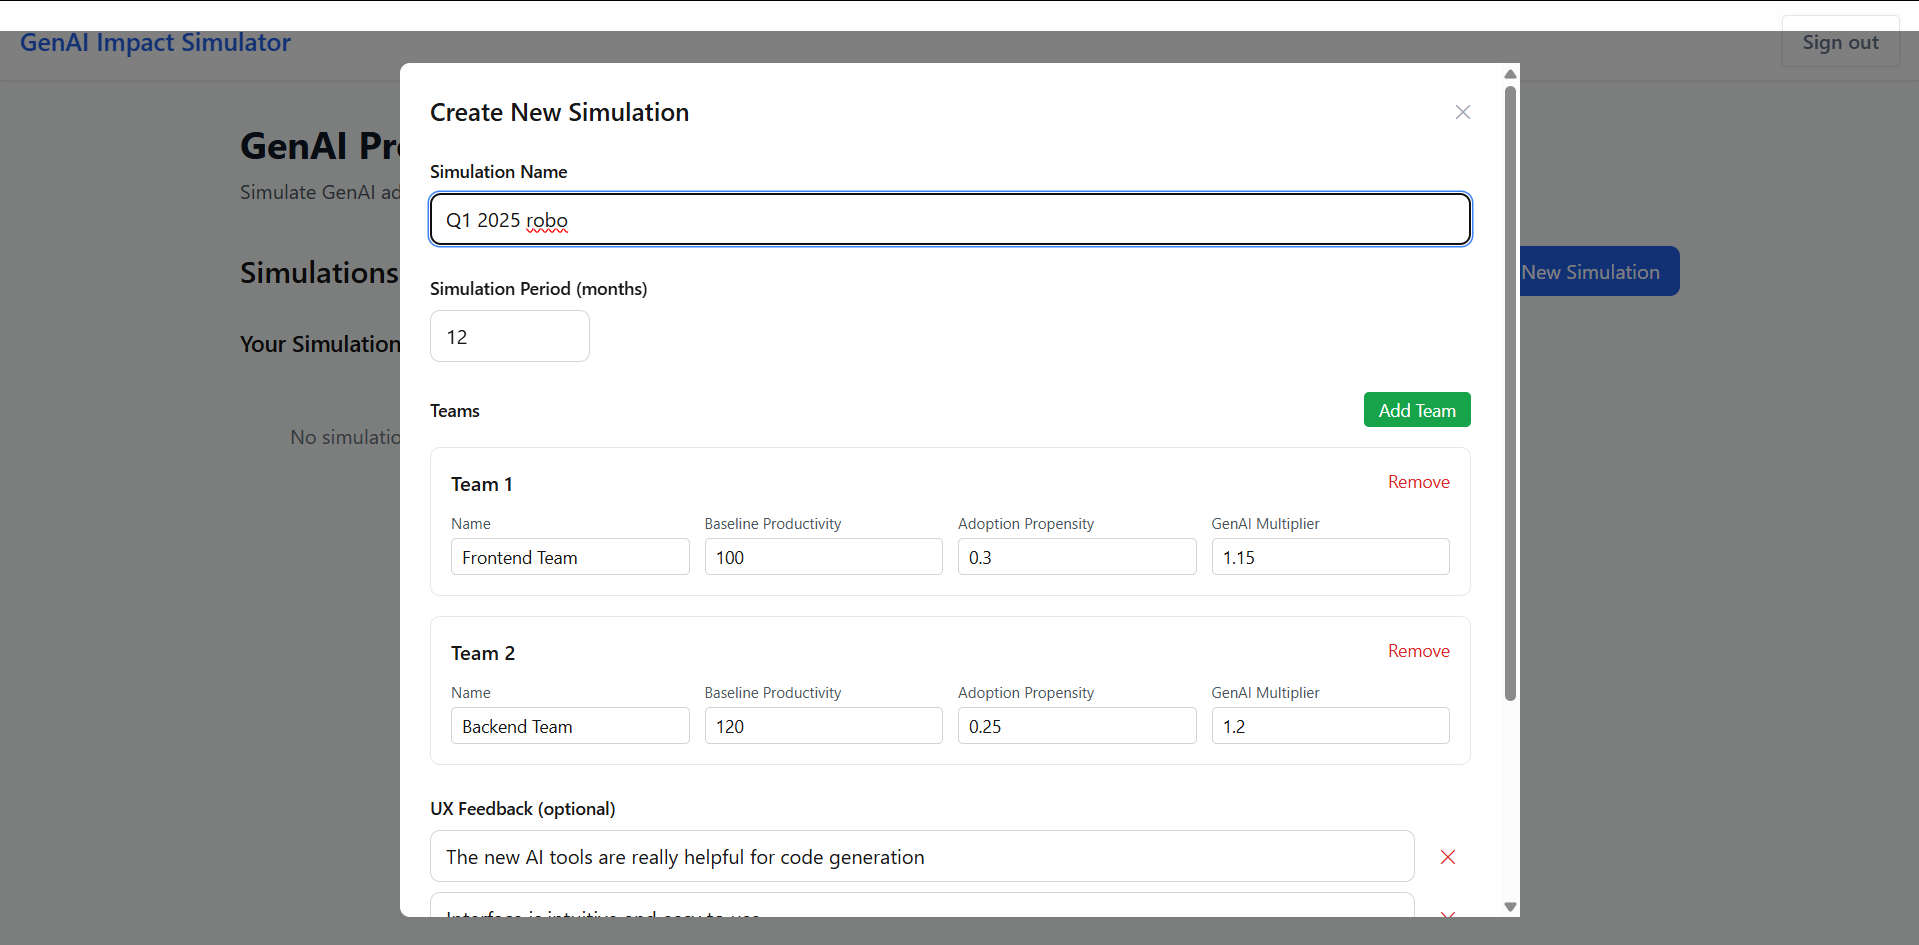 GenAI Impact Simulator
Sign out
GenAI
Simulate GenAI
Simulations
New Simulation
Your Simulation
No
Create New Simulation
Simulation Name
Q1 2025 robo
Simulation Period (months)
12
Teams
Add Team
Team 1
Remove
Name
Baseline Productivity
Adoption Propensity
GenAI Multiplier
Frontend Team
100
0.3
1.15
Team 2
Remove
Name
Baseline Productivity
Adoption Propensity
GenAI Multiplier
Backend Team
120
0.25
1.2
UX Feedback (optional)
The new AI tools are really helpful for code generation